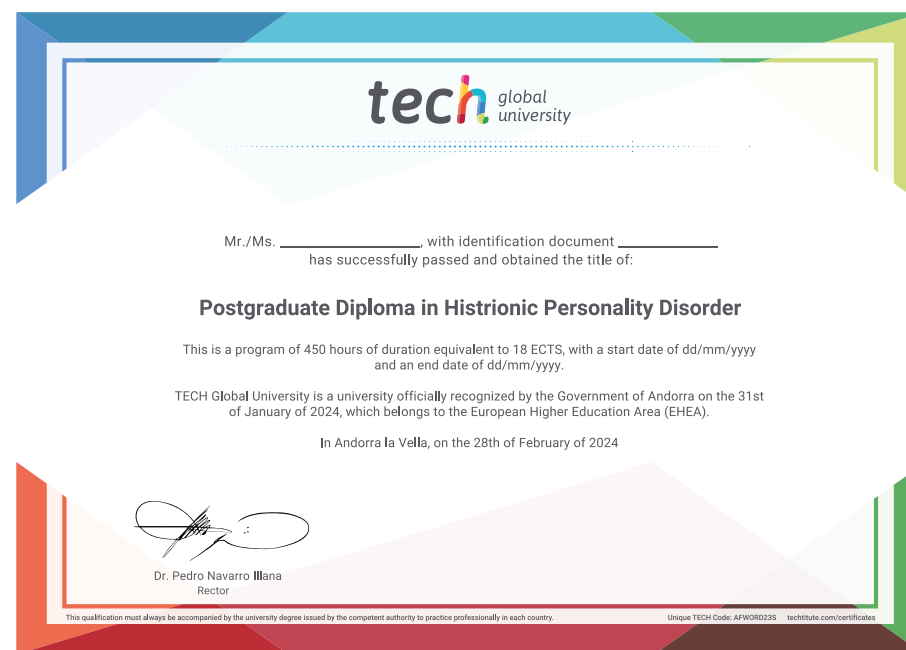 tech global
university
Mr./Ms. ____________________, with identification document ______________
has successfully passed and obtained the title of:
Postgraduate Diploma in Histrionic Personality Disorder
This is a program of 450 hours of duration equivalent to 18 ECTS, with a start date of dd/mm/yyyy
and an end date of dd/mm/yyyy.
TECH Global University is a university officially recognized by the Government of Andorra on the 31st
of January of 2024, which belongs to the European Higher Education Area (EHEA).
In Andorra la Vella, on the 28th of February of 2024
Dr. Pedro Navarro Illana
Rector
This qualification must always be accompanied by the university degree issued by the competent authority to practice professionally in each country.
Unique TECH Code: AFWORD23S techtitute.com/certificates